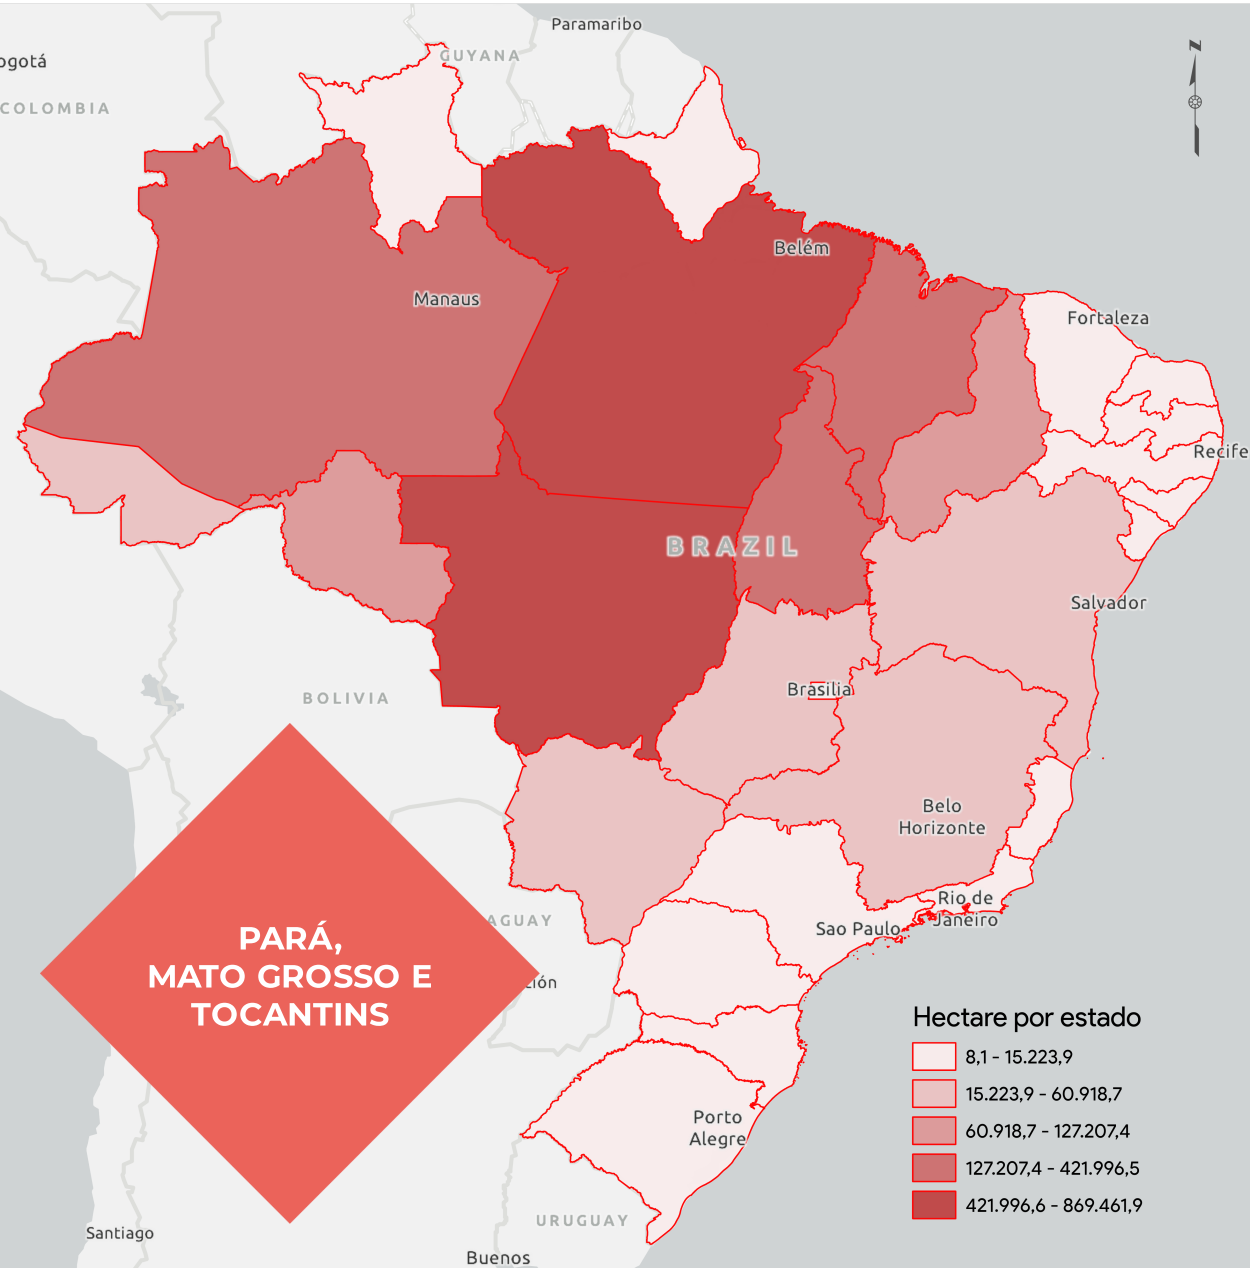 Paramaribo
GUYANA
ogotá
COLOMBIA
Belém
Manaus
Fortaleza
Recife
BRAZIL
Salvador
Brasilia
BOLIVIA
Belo
Horizonte
Rio de
Janeiro
Sao Paulo
AGUAY
ción
PARÁ,
MATO GROSSO E
TOCANTINS
Hectare por estado
8,1 - 15.223,9
15.223,9 - 60.918,7
60.918,7 - 127.207,4
127.207,4 - 421.996,5
421.996,6 - 869.461,9
Porto
Alegre
URUGUAY
Santiago
Buenos
N